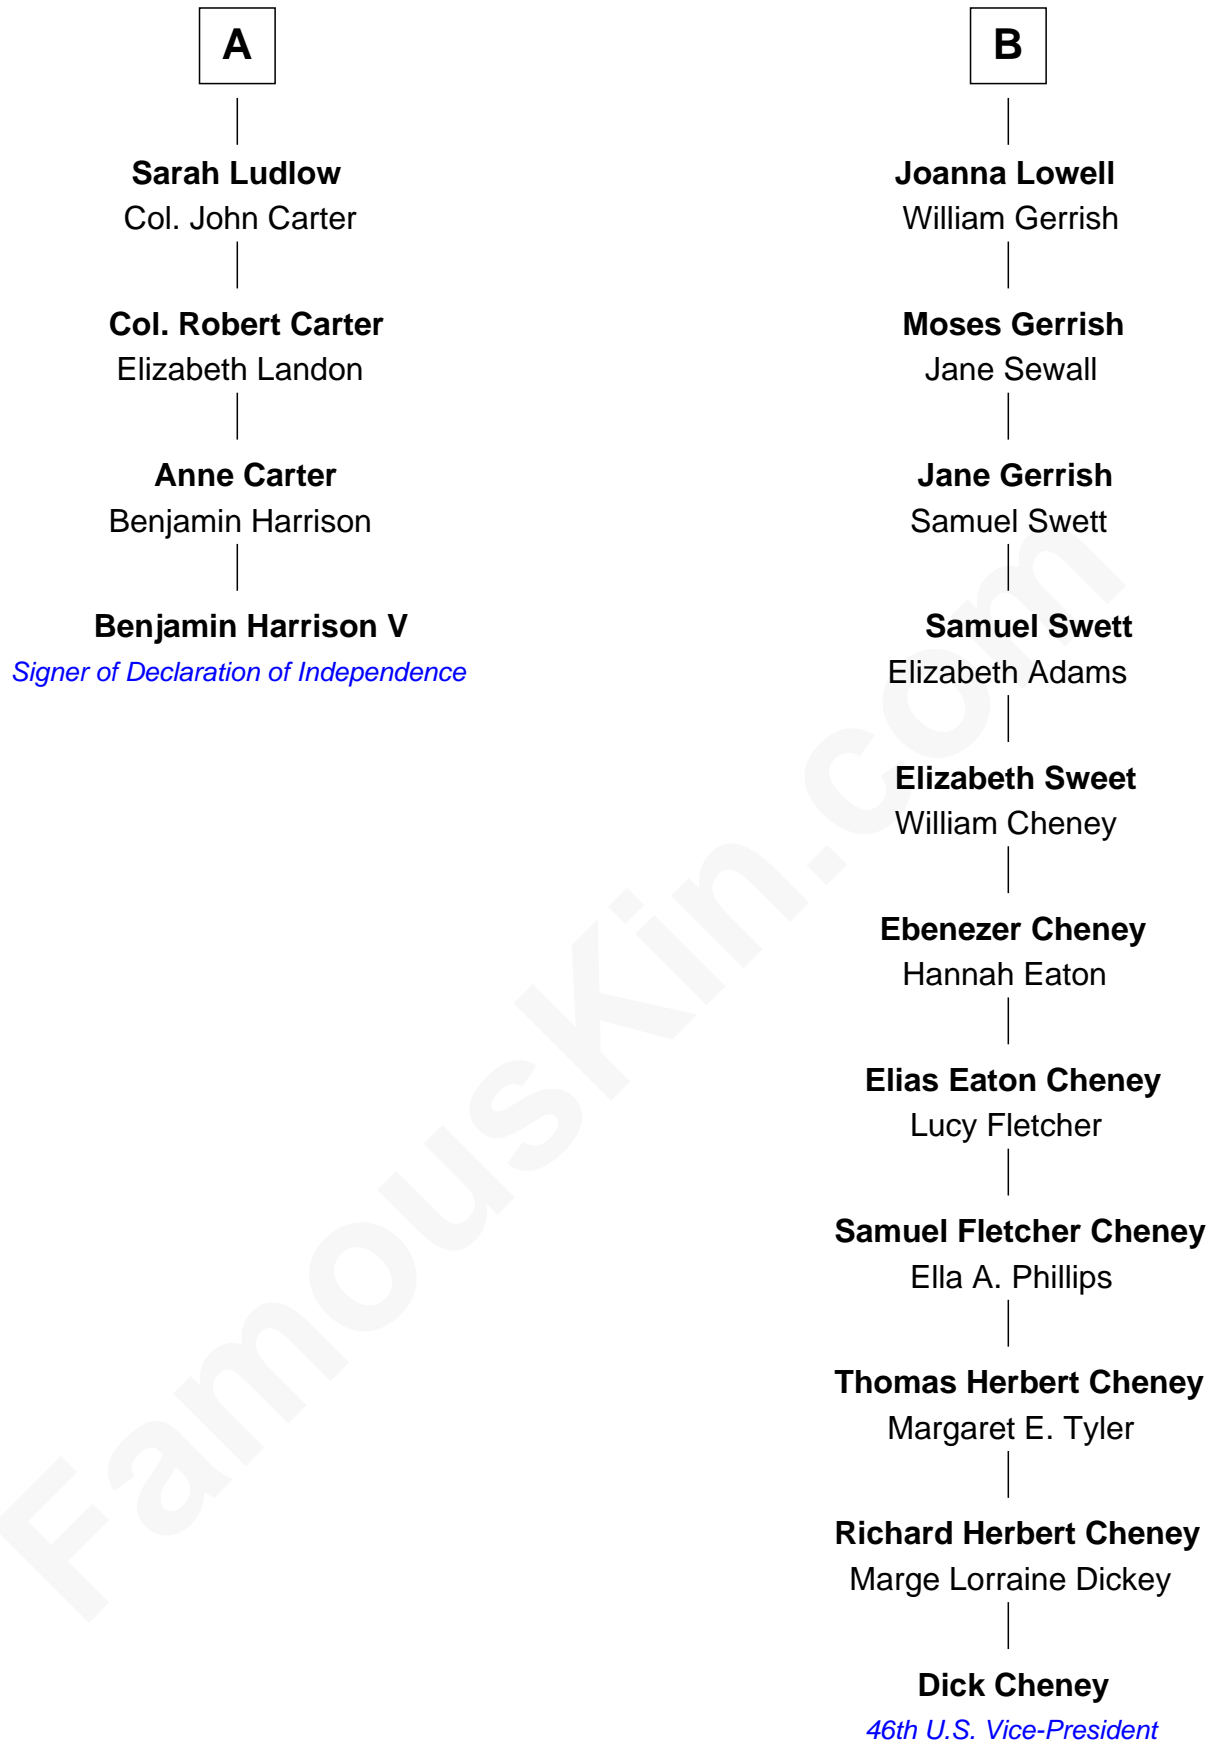 A
Sarah Ludlow
Col. John Carter
Col. Robert Carter
Elizabeth Landon
Anne Carter
Benjamin Harrison
Benjamin Harrison V
Signer of Declaration of Independence
B
Joanna Lowell
William Gerrish
Moses Gerrish
Jane Sewall
Jane Gerrish
Samuel Swett
Samuel Swett
Elizabeth Adams
Elizabeth Sweet
William Cheney
Ebenezer Cheney
Hannah Eaton
Elias Eaton Cheney
Lucy Fletcher
Samuel Fletcher Cheney
Ella A. Phillips
Thomas Herbert Cheney
Margaret E. Tyler
Richard Herbert Cheney
Marge Lorraine Dickey
Dick Cheney
46th U.S. Vice-President
FamousKin.com